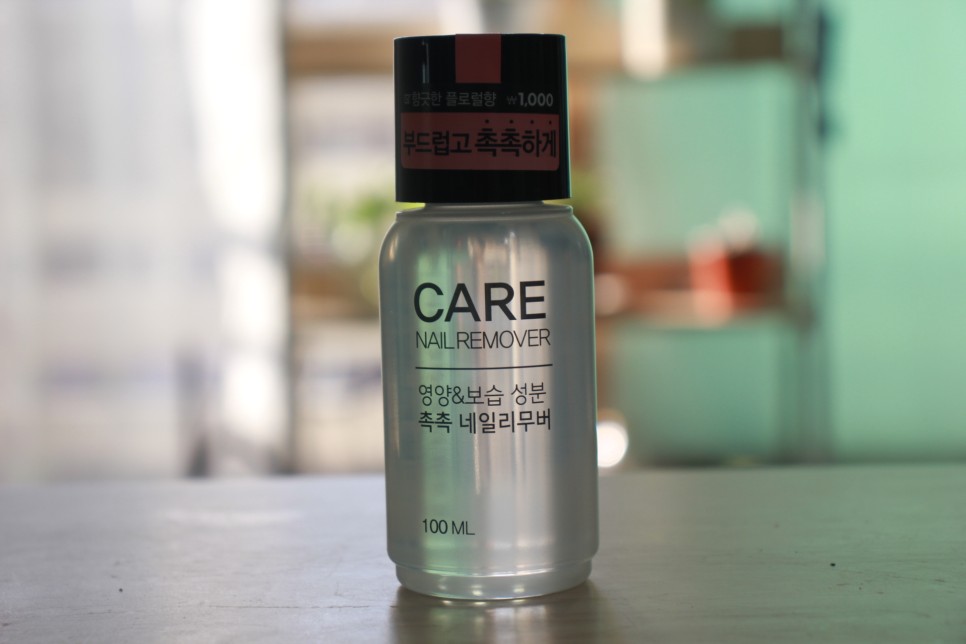 향긋한 플로럴향 ₩1,000
부드럽고 촉촉하게
CARE
NAIL REMOVER
영양&보습 성분
촉촉 네일리무버
100 ML